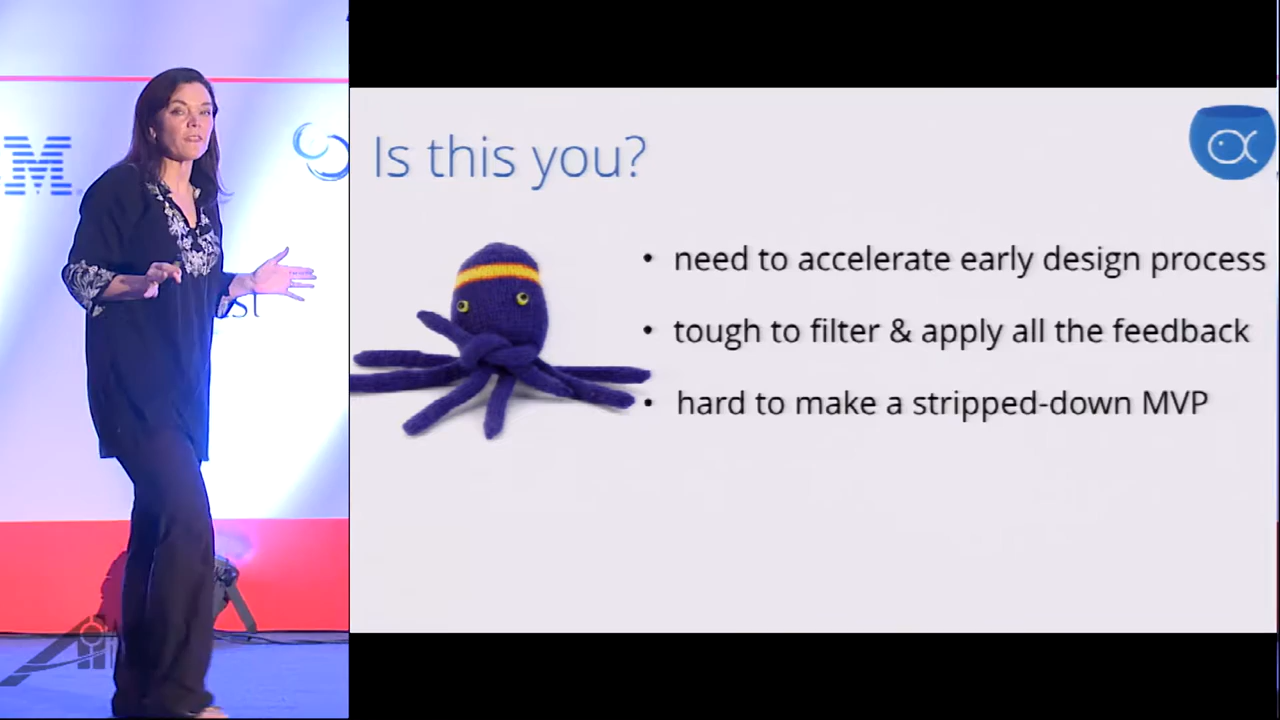 M
st
Is this you?
• need to accelerate early design process
• tough to filter & apply all the feedback
• hard to make a stripped-down MVP